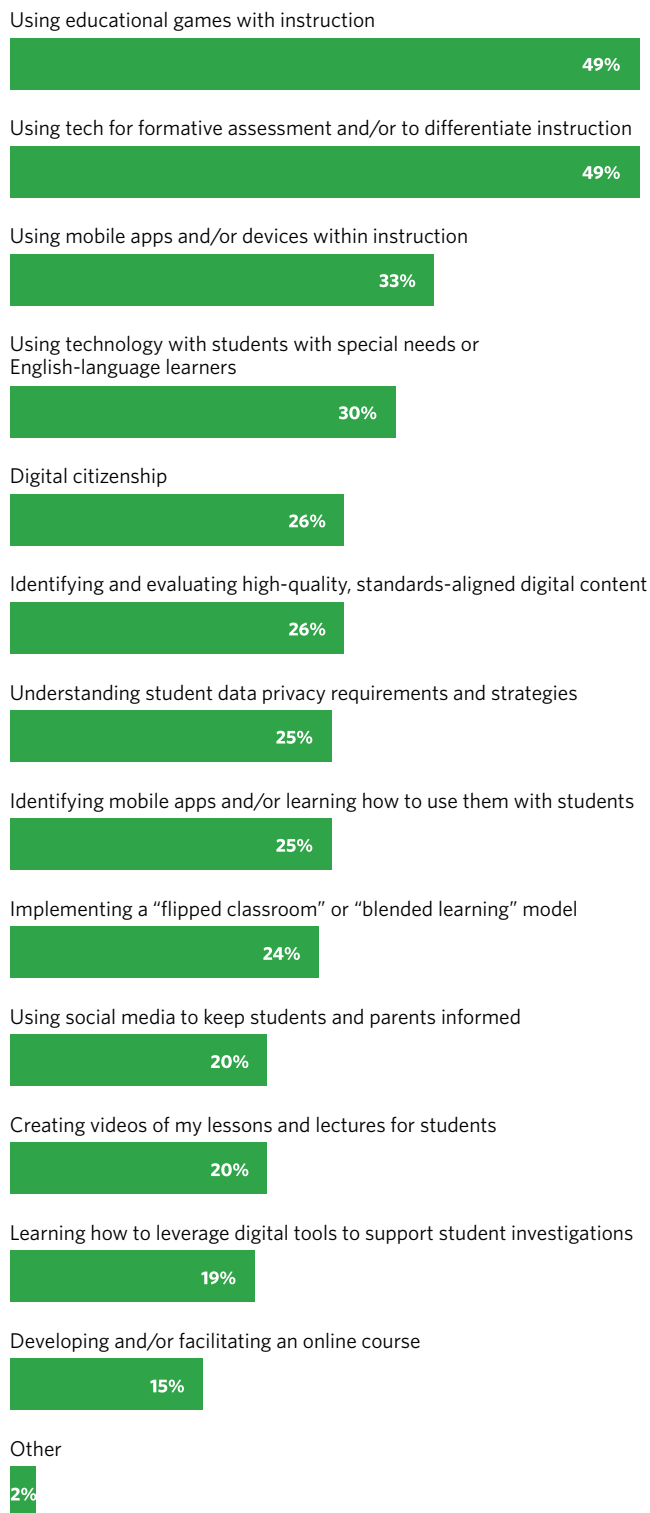 Using educational games with instruction
49%
Using tech for formative assessment and/or to differentiate instruction
49%
Using mobile apps and/or devices within instruction
33%
Using technology with students with special needs or
English-language learners
30%
Digital citizenship
26%
Identifying and evaluating high-quality, standards-aligned digital content
26%
Understanding student data privacy requirements and strategies
25%
Identifying mobile apps and/or learning how to use them with students
25%
Implementing a “flipped classroom” or “blended learning” model
24%
Using social media to keep students and parents informed
20%
Creating videos of my lessons and lectures for students
20%
Learning how to leverage digital tools to support student investigations
19%
Developing and/or facilitating an online course
15%
Other
2%